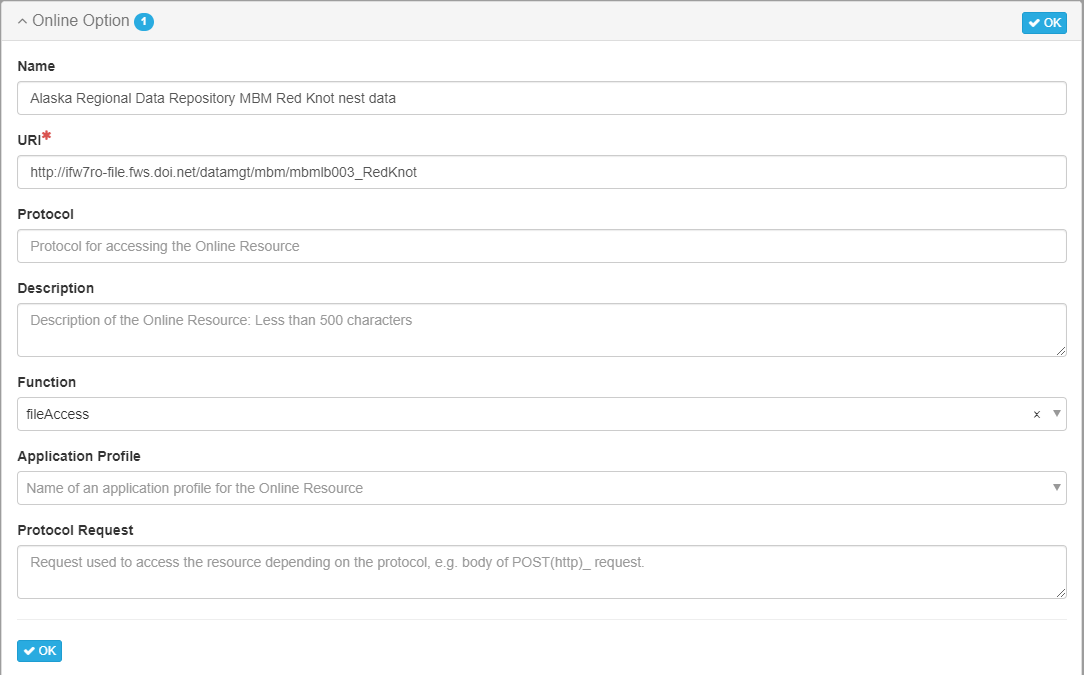 Online Option 1
OK
Name
Alaska Regional Data Repository MBM Red Knot nest data
URI*
http://ifw7ro-file.fws.doi.net/datamgt/mbm/mbmlb003_RedKnot
Protocol
Protocol for accessing the Online Resource
Description
Description of the Online Resource: Less than 500 characters
Function
fileAccess x
Application Profile
Name of an application profile for the Online Resource
Protocol Request
Request used to access the resource depending on the protocol, e.g. body of POST(http)_ request.
OK